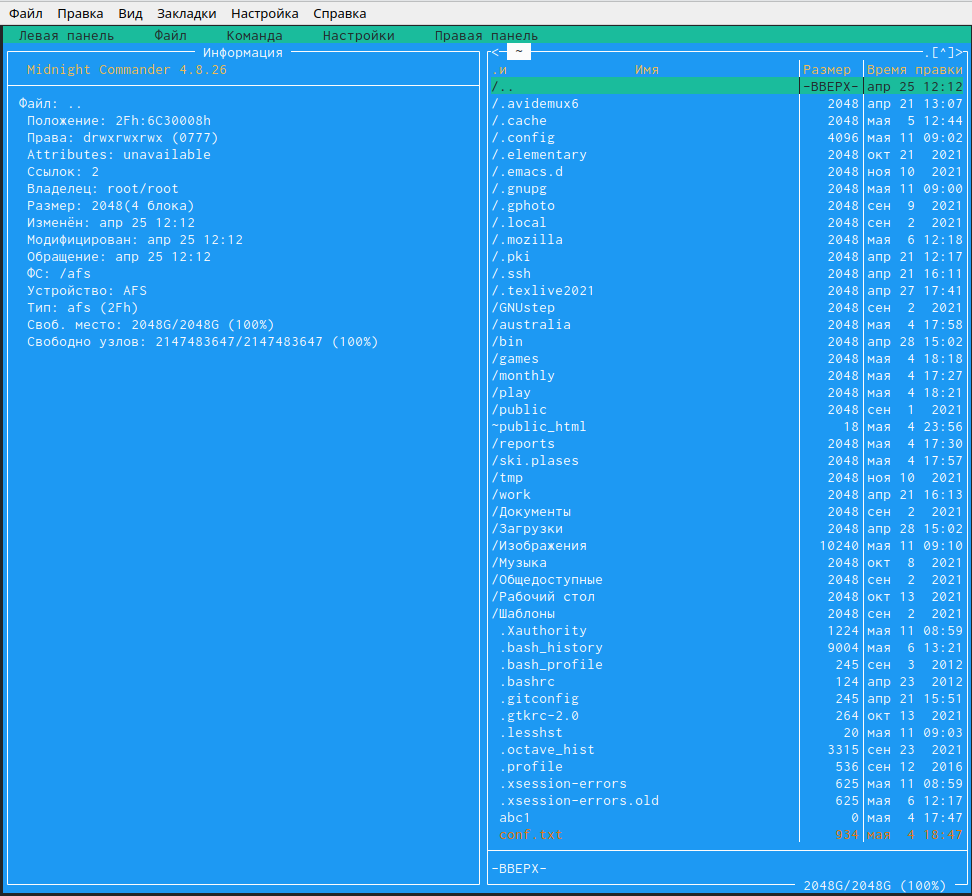 Файл Правка Вид Закладки Настройка Справка
Левая панель Файл Команда Настройки Правая панель
Информация
Midnight Commander 4.8.26
Файл: ..
Положение: 2Fh:6C30008h
Права: drwxrwxrwx (0777)
Attributes: unavailable
Ссылок: 2
Владелец: root/root
Размер: 2048(4 блока)
Изменён: апр 25 12:12
Модифицирован: апр 25 12:12
Обращение: апр 25 12:12
ФС: /afs
Устройство: AFS
Тип: afs (2Fh)
Своб. место: 2048G/2048G (100%)
Свободно узлов: 2147483647/2147483647 (100%)
<- ~ .[^]>
.и Имя Размер Время правки
/.. -ВВЕРХ- апр 25 12:12
/.avidemux6 2048 апр 21 13:07
/.cache 2048 мая 5 12:44
/.config 4096 мая 11 09:02
/.elementary 2048 окт 21 2021
/.emacs.d 2048 ноя 10 2021
/.gnupg 2048 мая 11 09:00
/.gphoto 2048 сен 9 2021
/.local 2048 сен 2 2021
/.mozilla 2048 мая 6 12:18
/.pki 2048 апр 21 12:17
/.ssh 2048 апр 21 16:11
/.texlive2021 2048 апр 27 17:41
/GNUstep 2048 сен 2 2021
/australia 2048 мая 4 17:58
/bin 2048 апр 28 15:02
/games 2048 мая 4 18:18
/monthly 2048 мая 4 17:27
/play 2048 мая 4 18:21
/public 2048 сен 1 2021
~public_html 18 мая 4 23:56
/reports 2048 мая 4 17:30
/ski.plases 2048 мая 4 17:57
/tmp 2048 ноя 10 2021
/work 2048 апр 21 16:13
/Документы 2048 сен 2 2021
/Загрузки 2048 апр 28 15:02
/Изображения 10240 мая 11 09:10
/Музыка 2048 окт 8 2021
/Общедоступные 2048 сен 2 2021
/Рабочий стол 2048 окт 13 2021
/Шаблоны 2048 сен 2 2021
.Xauthority 1224 мая 11 08:59
.bash_history 9004 мая 6 13:21
.bash_profile 245 сен 3 2012
.bashrc 124 апр 23 2012
.gitconfig 245 апр 21 15:51
.gtkrc-2.0 264 окт 13 2021
.lesshst 20 мая 11 09:03
.octave_hist 3315 сен 23 2021
.profile 536 сен 12 2016
.xsession-errors 625 мая 11 08:59
.xsession-errors.old 625 мая 6 12:17
abc1 0 мая 4 17:47
conf.txt 934 мая 4 18:47
-ВВЕРХ-
2048G/2048G (100%)